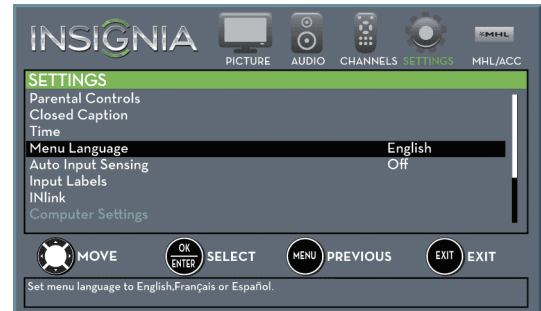 INSIGNIA
PICTURE AUDIO CHANNELS SETTINGS MHL/ACC
MHL
SETTINGS
Parental Controls
Closed Caption
Time
Menu Language English
Auto Input Sensing Off
Input Labels
INlink
Computer Settings
MOVE OK ENTER SELECT MENU PREVIOUS EXIT EXIT
Set menu language to English,Français or Español.